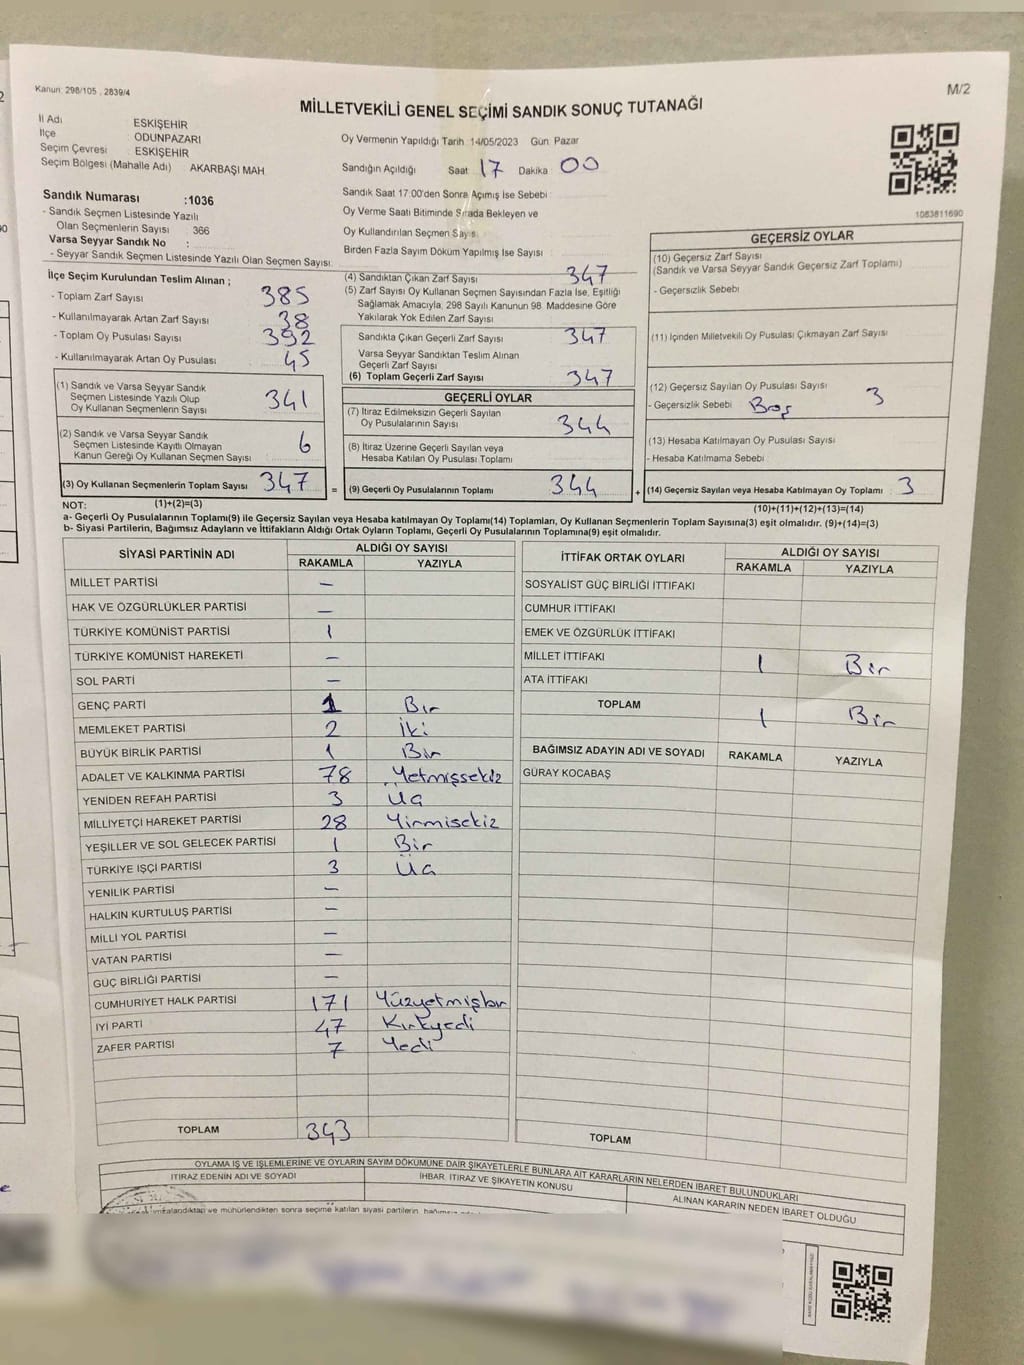 Kanun: 298/105 , 2839/4
M/2
MİLLETVEKİLİ GENEL SEÇİMİ SANDIK SONUÇ TUTANAĞI
İl Adı ESKİŞEHİR
İlçe ODUNPAZARI
Seçim Çevresi ESKİŞEHİR
Seçim Bölgesi (Mahalle Adı) AKARBAŞI MAH
Sandık Numarası :1036
- Sandık Seçmen Listesinde Yazılı
Olan Seçmenlerin Sayısı 366
Varsa Seyyar Sandık No :
- Seyyar Sandık Seçmen Listesinde Yazılı Olan Seçmen Sayısı:
Oy Vermenin Yapıldığı Tarih 14/05/2023 Gün: Pazar
Sandığın Açıldığı Saat 17 Dakika 00
Sandık Saat 17:00'den Sonra Açılmış İse Sebebi
Oy Verme Saati Bitiminde Sırada Bekleyen ve
Oy Kullandırılan Seçmen Sayısı
Birden Fazla Sayım Döküm Yapılmış İse Sayısı
1083811690
İlçe Seçim Kurulundan Teslim Alınan ;
- Toplam Zarf Sayısı 385
- Kullanılmayarak Artan Zarf Sayısı 38
- Toplam Oy Pusulası Sayısı 392
- Kullanılmayarak Artan Oy Pusulası 45
(1) Sandık ve Varsa Seyyar Sandık
Seçmen Listesinde Yazılı Olup
Oy Kullanan Seçmenlerin Sayısı 341
(2) Sandık ve Varsa Seyyar Sandık
Seçmen Listesinde Kayıtlı Olmayan
Kanun Gereği Oy Kullanan Seçmen Sayısı 6
(3) Oy Kullanan Seçmenlerin Toplam Sayısı 347 =
(4) Sandıktan Çıkan Zarf Sayısı 347
(5) Zarf Sayısı Oy Kullanan Seçmen Sayısından Fazla İse, Eşitliği
Sağlamak Amacıyla, 298 Sayılı Kanunun 98. Maddesine Göre
Yakılarak Yok Edilen Zarf Sayısı
Sandıkta Çıkan Geçerli Zarf Sayısı 347
Varsa Seyyar Sandıktan Teslim Alınan
Geçerli Zarf Sayısı
(6) Toplam Geçerli Zarf Sayısı 347
GEÇERLİ OYLAR
(7) İtiraz Edilmeksizin Geçerli Sayılan
Oy Pusulalarının Sayısı 344
(8) İtiraz Üzerine Geçerli Sayılan veya
Hesaba Katılan Oy Pusulası Toplamı
(9) Geçerli Oy Pusulalarının Toplamı 344 +
GEÇERSİZ OYLAR
(10) Geçersiz Zarf Sayısı
(Sandık ve Varsa Seyyar Sandık Geçersiz Zarf Toplamı)
- Geçersizlik Sebebi
(11) İçinden Milletvekili Oy Pusulası Çıkmayan Zarf Sayısı
(12) Geçersiz Sayılan Oy Pusulası Sayısı 3
- Geçersizlik Sebebi Boş
(13) Hesaba Katılmayan Oy Pusulası Sayısı
- Hesaba Katılmama Sebebi
(14) Geçersiz Sayılan veya Hesaba Katılmayan Oy Toplamı : 3
NOT: (1)+(2)=(3) (10)+(11)+(12)+(13)=(14)
a- Geçerli Oy Pusulalarının Toplamı(9) ile Geçersiz Sayılan veya Hesaba katılmayan Oy Toplamı(14) Toplamları, Oy Kullanan Seçmenlerin Toplam Sayısına(3) eşit olmalıdır. (9)+(14)=(3)
b- Siyasi Partilerin, Bağımsız Adayların ve İttifakların Aldığı Ortak Oyların Toplamı, Geçerli Oy Pusulalarının Toplamına(9) eşit olmalıdır.
SİYASİ PARTİNİN ADI ALDIĞI OY SAYISI
RAKAMLA YAZIYLA
MİLLET PARTİSİ –
HAK VE ÖZGÜRLÜKLER PARTİSİ –
TÜRKİYE KOMÜNİST PARTİSİ 1
TÜRKİYE KOMÜNİST HAREKETİ –
SOL PARTİ –
GENÇ PARTİ 1 Bir
MEMLEKET PARTİSİ 2 İki
BÜYÜK BİRLİK PARTİSİ 1 Bir
ADALET VE KALKINMA PARTİSİ 78 Yetmişsekiz
YENİDEN REFAH PARTİSİ 3 Üç
MİLLİYETÇİ HAREKET PARTİSİ 28 Yirmisekiz
YEŞİLLER VE SOL GELECEK PARTİSİ 1 Bir
TÜRKİYE İŞÇİ PARTİSİ 3 Üç
YENİLİK PARTİSİ –
HALKIN KURTULUŞ PARTİSİ –
MİLLİ YOL PARTİSİ –
VATAN PARTİSİ –
GÜÇ BİRLİĞİ PARTİSİ –
CUMHURİYET HALK PARTİSİ 171 Yüzyetmişbir
İYİ PARTİ 47 Kırkyedi
ZAFER PARTİSİ 7 Yedi
TOPLAM 343
İTTİFAK ORTAK OYLARI ALDIĞI OY SAYISI
RAKAMLA YAZIYLA
SOSYALİST GÜÇ BİRLİĞİ İTTİFAKI
CUMHUR İTTİFAKI
EMEK VE ÖZGÜRLÜK İTTİFAKI
MİLLET İTTİFAKI 1 Bir
ATA İTTİFAKI
TOPLAM 1 Bir
BAĞIMSIZ ADAYIN ADI VE SOYADI RAKAMLA YAZIYLA
GÜRAY KOCABAŞ
TOPLAM
OYLAMA İŞ VE İŞLEMLERİNE VE OYLARIN SAYIM DÖKÜMÜNE DAİR ŞİKAYETLERLE BUNLARA AİT KARARLARIN NELERDEN İBARET BULUNDUKLARI
İTİRAZ EDENİN ADI VE SOYADI İHBAR, İTİRAZ VE ŞİKAYETİN KONUSU ALINAN KARARIN NEDEN İBARET OLDUĞU
ve mühürlendikten sonra seçime katılan siyasi partilerin,